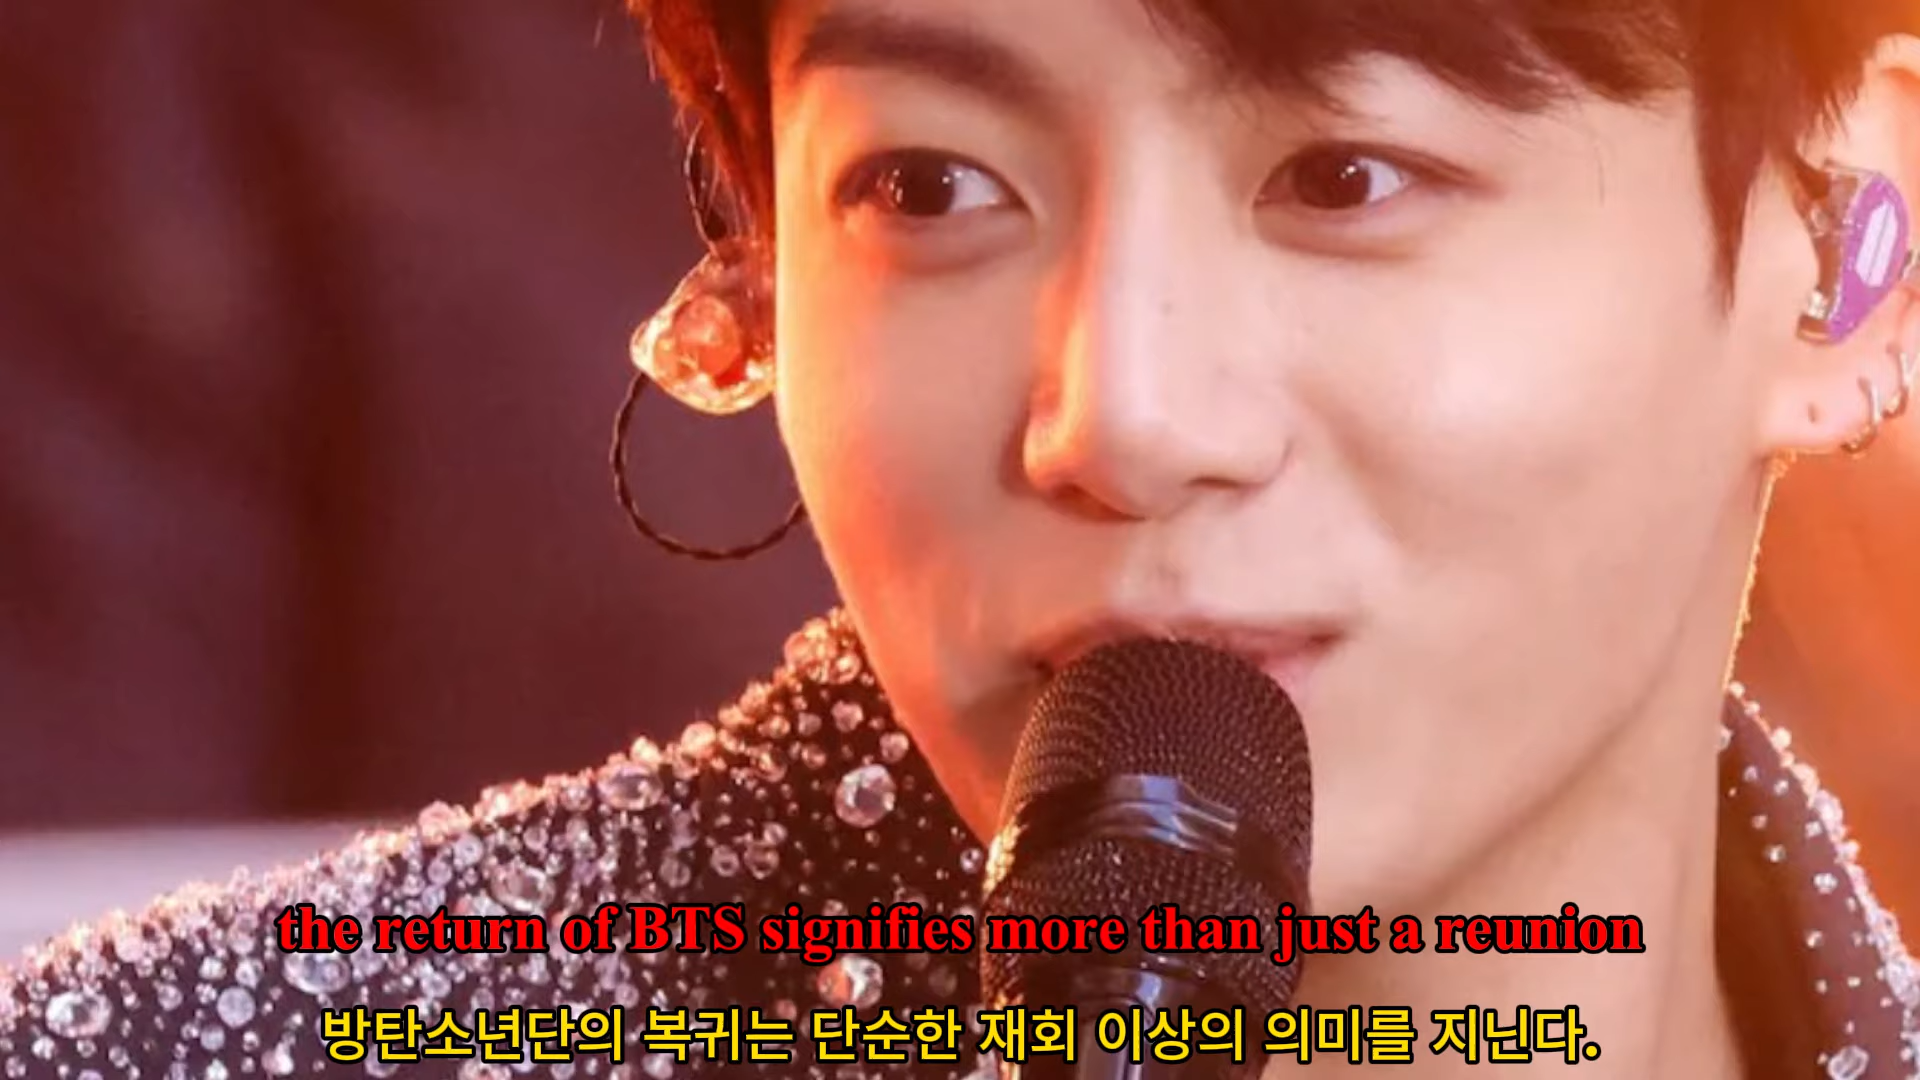 the return of BTS signifies more than just a reunion
방탄소년단의 복귀는 단순한 재회 이상의 의미를 지닌다.